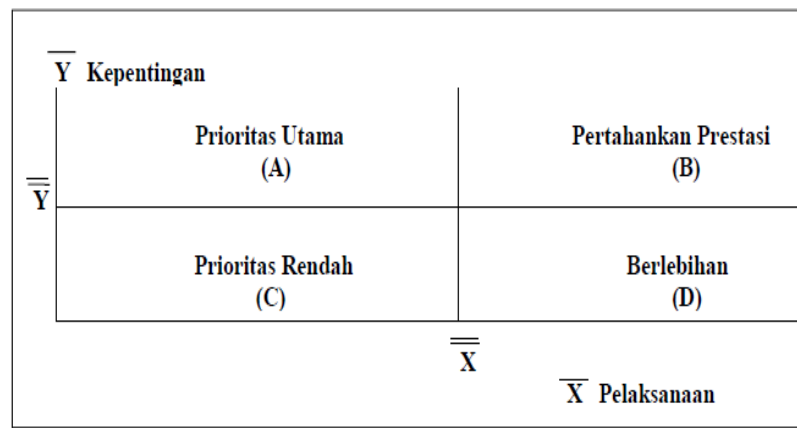 Y̅ Kepentingan
Prioritas Utama
(A)
Pertahankan Prestasi
(B)
Y̿
Prioritas Rendah
(C)
Berlebihan
(D)
X̿
X̅ Pelaksanaan